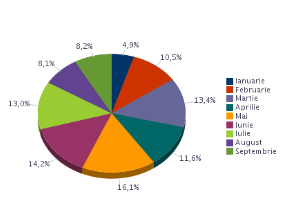 8,2%
4,9%
8,1%
10,5%
13,0%
13,4%
14,2%
11,6%
16,1%
Ianuarie
Februarie
Martie
Aprilie
Mai
Iunie
Iulie
August
Septembrie